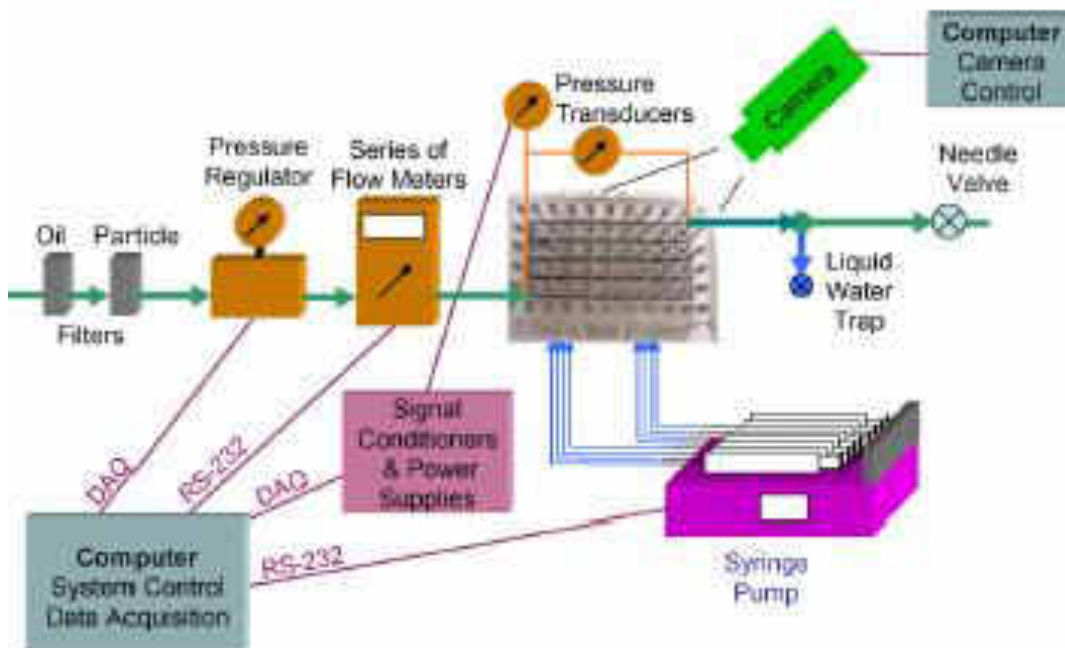 Computer
Camera
Control
Camera
Pressure
Transducers
Needle
Valve
Pressure
Regulator
Series of
Flow Meters
Oil
Particle
Filters
Liquid
Water
Trap
Signal
Conditioners
& Power
Supplies
DAQ
RS-232
DAQ
RS-232
Computer
System Control
Data Acquisition
Syringe
Pump